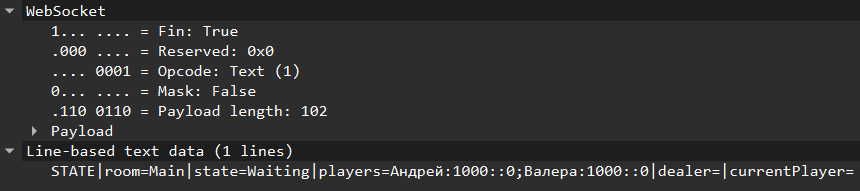 WebSocket
1... .... = Fin: True
.000 .... = Reserved: 0x0
.... 0001 = Opcode: Text (1)
0... .... = Mask: False
.110 0110 = Payload length: 102
Payload
Line-based text data (1 lines)
STATE|room=Main|state=Waiting|players=Андрей:1000::0;Валера:1000::0|dealer=|currentPlayer=